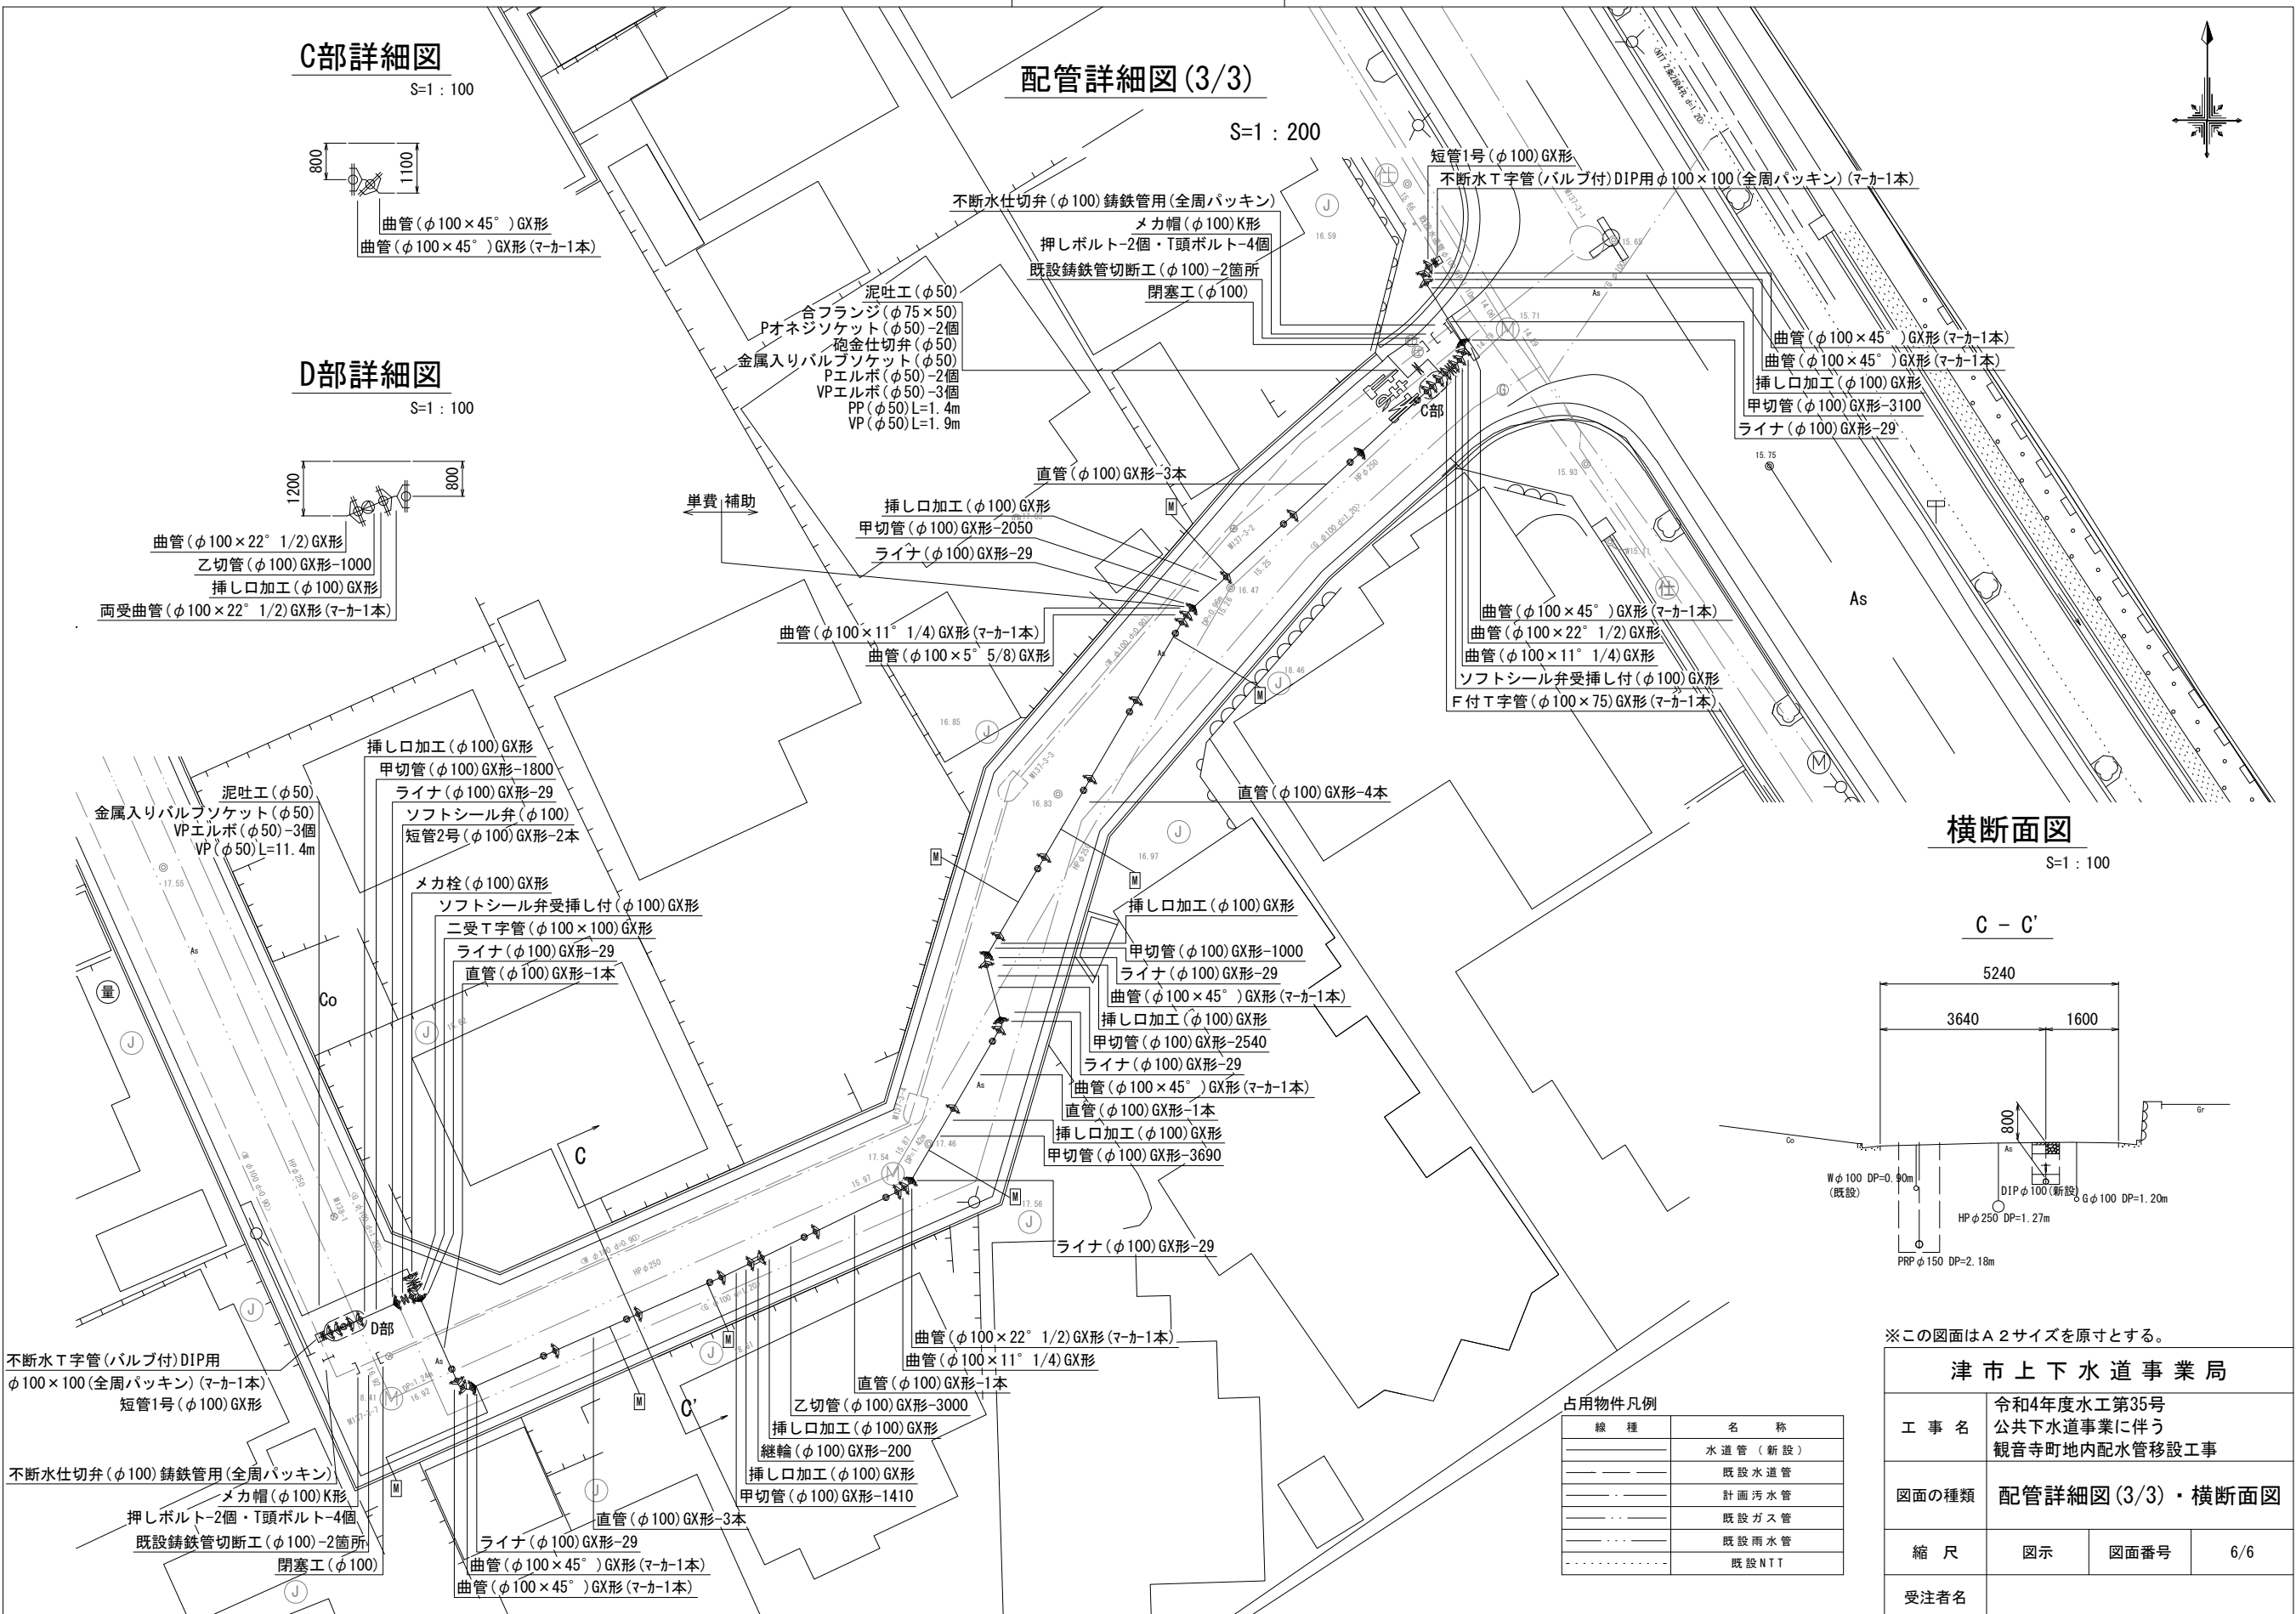 C部詳細図
S=1:100
800
1100
曲管(φ100×45°)GX形
曲管(φ100×45°)GX形(マーカー1本)
D部詳細図
S=1:100
1200
800
曲管(φ100×22°1/2)GX形
乙切管(φ100)GX形-1000
挿し口加工(φ100)GX形
両受曲管(φ100×22°1/2)GX形(マーカー1本)
配管詳細図(3/3)
S=1:200
不断水仕切弁(φ100)鋳鉄管用(全周パッキン)
メカ帽(φ100)K形
押しボルト-2個・T頭ボルト-4個
既設鋳鉄管切断工(φ100)-2箇所
閉塞工(φ100)
泥吐工(φ50)
合フランジ(φ75×50)
Pオネジソケット(φ50)-2個
砲金仕切弁(φ50)
金属入りバルブソケット(φ50)
Pエルボ(φ50)-2個
VPエルボ(φ50)-3個
PP(φ50)L=1.4m
VP(φ50)L=1.9m
短管1号(φ100)GX形
不断水T字管(バルブ付)DIP用φ100×100(全周パッキン)(マーカー1本)
曲管(φ100×45°)GX形(マーカー1本)
曲管(φ100×45°)GX形(マーカー1本)
挿し口加工(φ100)GX形
甲切管(φ100)GX形-3100
ライナ(φ100)GX形-29
C部
直管(φ100)GX形-3本
挿し口加工(φ100)GX形
甲切管(φ100)GX形-2050
ライナ(φ100)GX形-29
単費 補助
曲管(φ100×11°1/4)GX形(マーカー1本)
曲管(φ100×5°5/8)GX形
曲管(φ100×45°)GX形(マーカー1本)
曲管(φ100×22°1/2)GX形
曲管(φ100×11°1/4)GX形
ソフトシール弁受挿し付(φ100)GX形
F付T字管(φ100×75)GX形(マーカー1本)
As
直管(φ100)GX形-4本
挿し口加工(φ100)GX形
甲切管(φ100)GX形-1000
ライナ(φ100)GX形-29
曲管(φ100×45°)GX形(マーカー1本)
挿し口加工(φ100)GX形
甲切管(φ100)GX形-2540
ライナ(φ100)GX形-29
曲管(φ100×45°)GX形(マーカー1本)
直管(φ100)GX形-1本
挿し口加工(φ100)GX形
甲切管(φ100)GX形-3690
ライナ(φ100)GX形-29
挿し口加工(φ100)GX形
甲切管(φ100)GX形-1800
ライナ(φ100)GX形-29
ソフトシール弁(φ100)
短管2号(φ100)GX形-2本
泥吐工(φ50)
金属入りバルブソケット(φ50)
VPエルボ(φ50)-3個
VP(φ50)L=11.4m
メカ栓(φ100)GX形
ソフトシール弁受挿し付(φ100)GX形
二受T字管(φ100×100)GX形
ライナ(φ100)GX形-29
直管(φ100)GX形-1本
量
Co
C
C'
D部
曲管(φ100×22°1/2)GX形(マーカー1本)
曲管(φ100×11°1/4)GX形
直管(φ100)GX形-1本
乙切管(φ100)GX形-3000
挿し口加工(φ100)GX形
継輪(φ100)GX形-200
挿し口加工(φ100)GX形
甲切管(φ100)GX形-1410
直管(φ100)GX形-3本
ライナ(φ100)GX形-29
曲管(φ100×45°)GX形(マーカー1本)
曲管(φ100×45°)GX形(マーカー1本)
不断水T字管(バルブ付)DIP用
φ100×100(全周パッキン)(マーカー1本)
短管1号(φ100)GX形
不断水仕切弁(φ100)鋳鉄管用(全周パッキン)
メカ帽(φ100)K形
押しボルト-2個・T頭ボルト-4個
既設鋳鉄管切断工(φ100)-2箇所
閉塞工(φ100)
16.59
15.65
15.71
15.75
15.93
16.47
18.46
16.85
16.83
16.97
17.46
17.54
17.56
17.55
横断面図
S=1:100
C - C'
5240
3640
1600
800
Co
As
Gr
Wφ100 DP=0.90m
(既設)
DIPφ100(新設)
Gφ100 DP=1.20m
HPφ250 DP=1.27m
PRPφ150 DP=2.18m
占用物件凡例
線種 名称
水道管(新設)
既設水道管
計画汚水管
既設ガス管
既設雨水管
既設NTT
※この図面はA2サイズを原寸とする。
津市上下水道事業局
工事名
令和4年度水工第35号
公共下水道事業に伴う
観音寺町地内配水管移設工事
図面の種類 配管詳細図(3/3)・横断面図
縮尺 図示 図面番号 6/6
受注者名